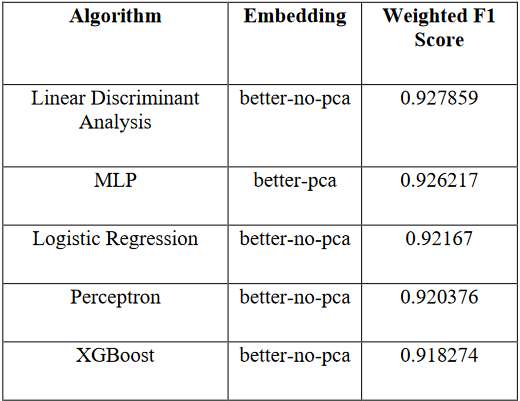 Algorithm Embedding Weighted F1
Score
Linear Discriminant better-no-pca 0.927859
Analysis
MLP better-pca 0.926217
Logistic Regression better-no-pca 0.92167
Perceptron better-no-pca 0.920376
XGBoost better-no-pca 0.918274